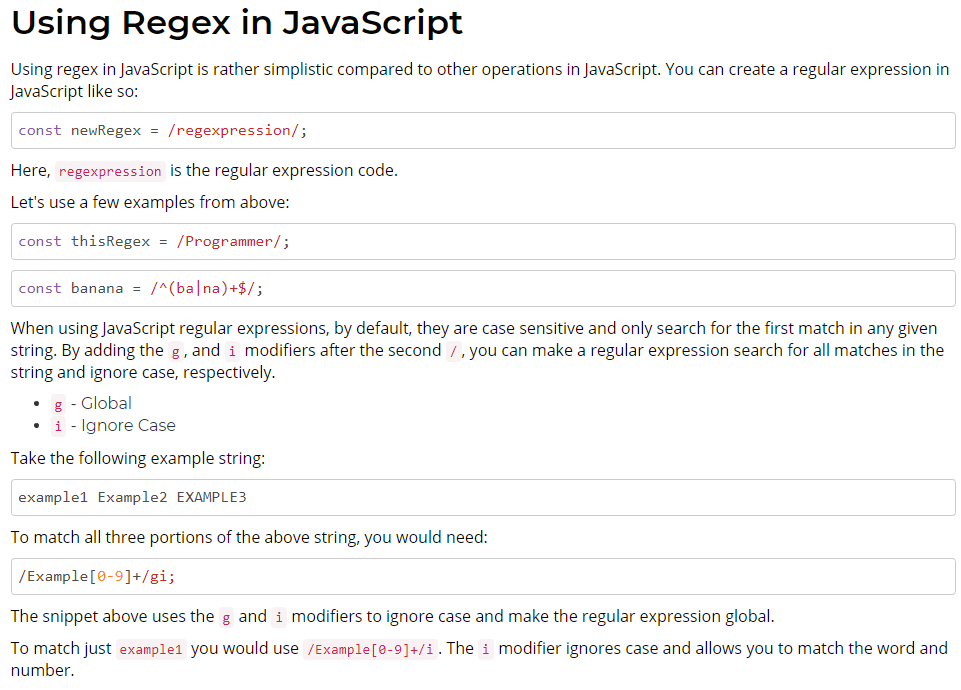 Using Regex in JavaScript
Using regex in JavaScript is rather simplistic compared to other operations in JavaScript. You can create a regular expression in
JavaScript like so:
const newRegex = /regexpression/;
Here, regexpression is the regular expression code.
Let's use a few examples from above:
const thisRegex = /Programmer/;
const banana = /^(ba|na)+$/;
When using JavaScript regular expressions, by default, they are case sensitive and only search for the first match in any given
string. By adding the g, and i modifiers after the second /, you can make a regular expression search for all matches in the
string and ignore case, respectively.
• g - Global
• i - Ignore Case
Take the following example string:
example1 Example2 EXAMPLE3
To match all three portions of the above string, you would need:
/Example[0-9]+/gi;
The snippet above uses the g and i modifiers to ignore case and make the regular expression global.
To match just example1 you would use /Example[0-9]+/i. The i modifier ignores case and allows you to match the word and
number.